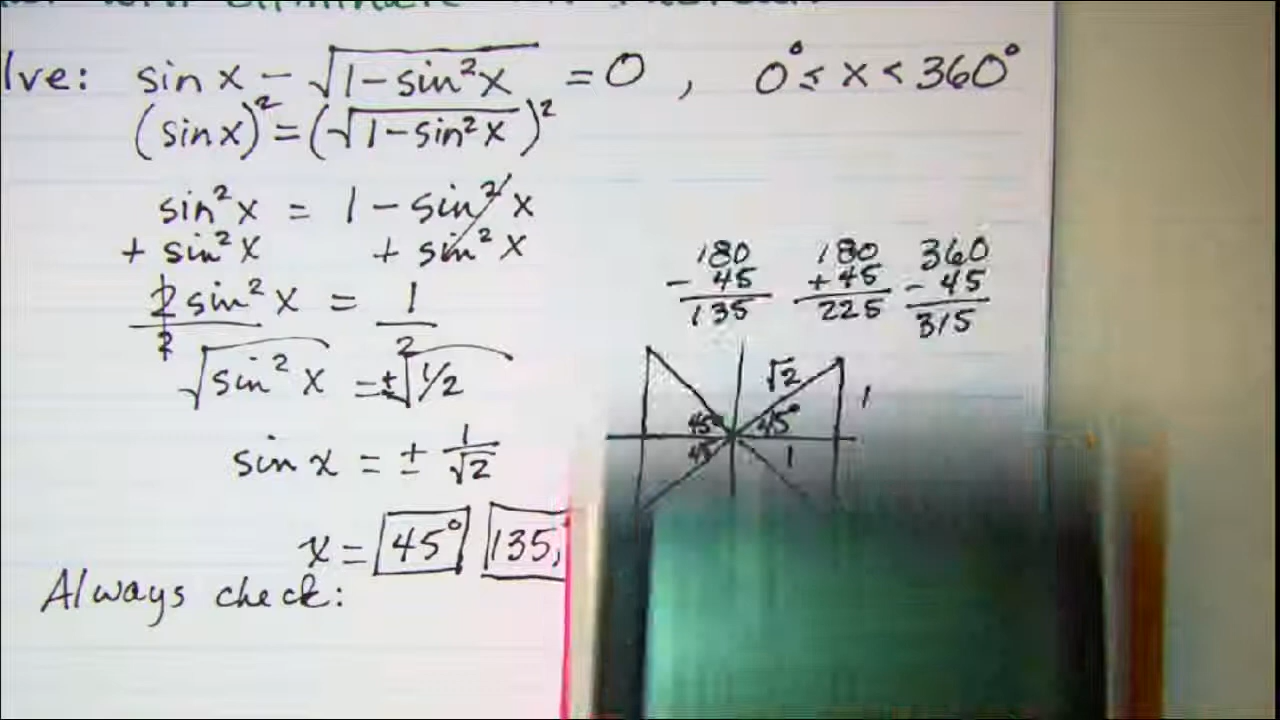 lve: sin x - √(1-sin²x) = 0 , 0° ≤ x < 360°
(sin x)² = (√(1-sin²x))²
sin²x = 1 - sin²x
+ sin²x + sin²x
2sin²x = 1
2 2
√(sin²x) = ±√(1/2)
sin x = ± 1/√2
x = 45° 135,
Always check:
180 180 360
- 45 + 45 - 45
135 225 315
√2
1
45° 45°
45 1